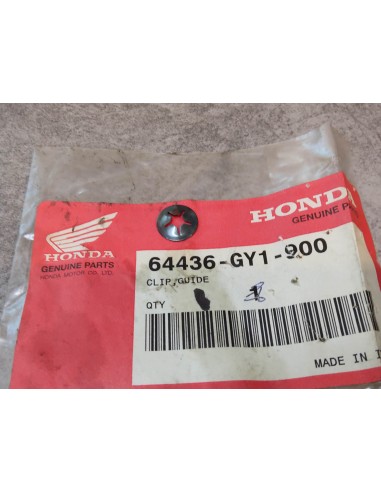 HONDA
GENUINE P
HONDA
GENUINE PARTS
HONDA MOTOR CO., LTD.
64436-GY1-900
CLIP,GUIDE
QTY
MADE IN I